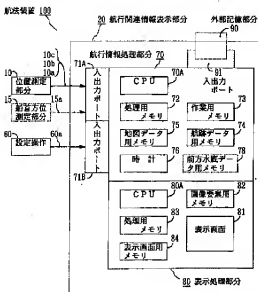 航法装置 100
20 航行関連情報表示部分
外部記憶部分
90
航行情報処理部分
70
10c
10b
10a
71A
10
位置測定部分
15
15a
船首方位測定部分
60
60a
設定操作
入出力ポート
入出力ポート
71B
70A
CPU
91
入出力ポート
72
処理用メモリ
73
作業用メモリ
75
地図データ用メモリ
74
航跡データ用メモリ
76
時計
78
前方水底データ用メモリ
80A
CPU
82
画像要素用メモリ
83
処理用メモリ
81
表示画面
84
表示画面用メモリ
80 表示処理部分